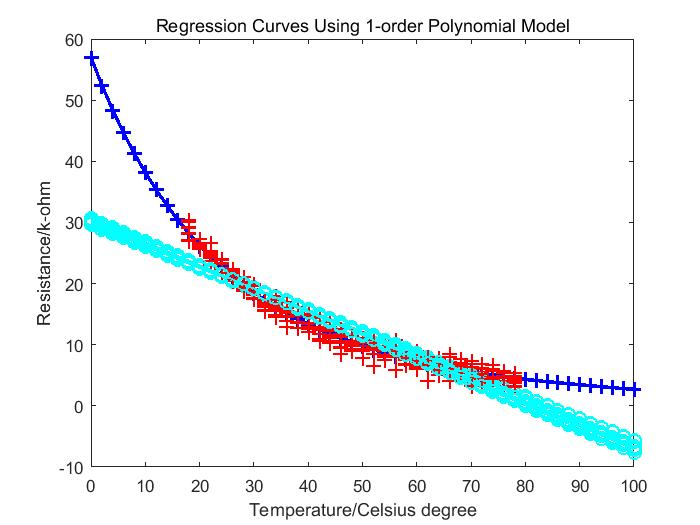 Regression Curves Using 1-order Polynomial Model
60
50
40
30
20
10
0
-10
Resistance/k-ohm
0 10 20 30 40 50 60 70 80 90 100
Temperature/Celsius degree